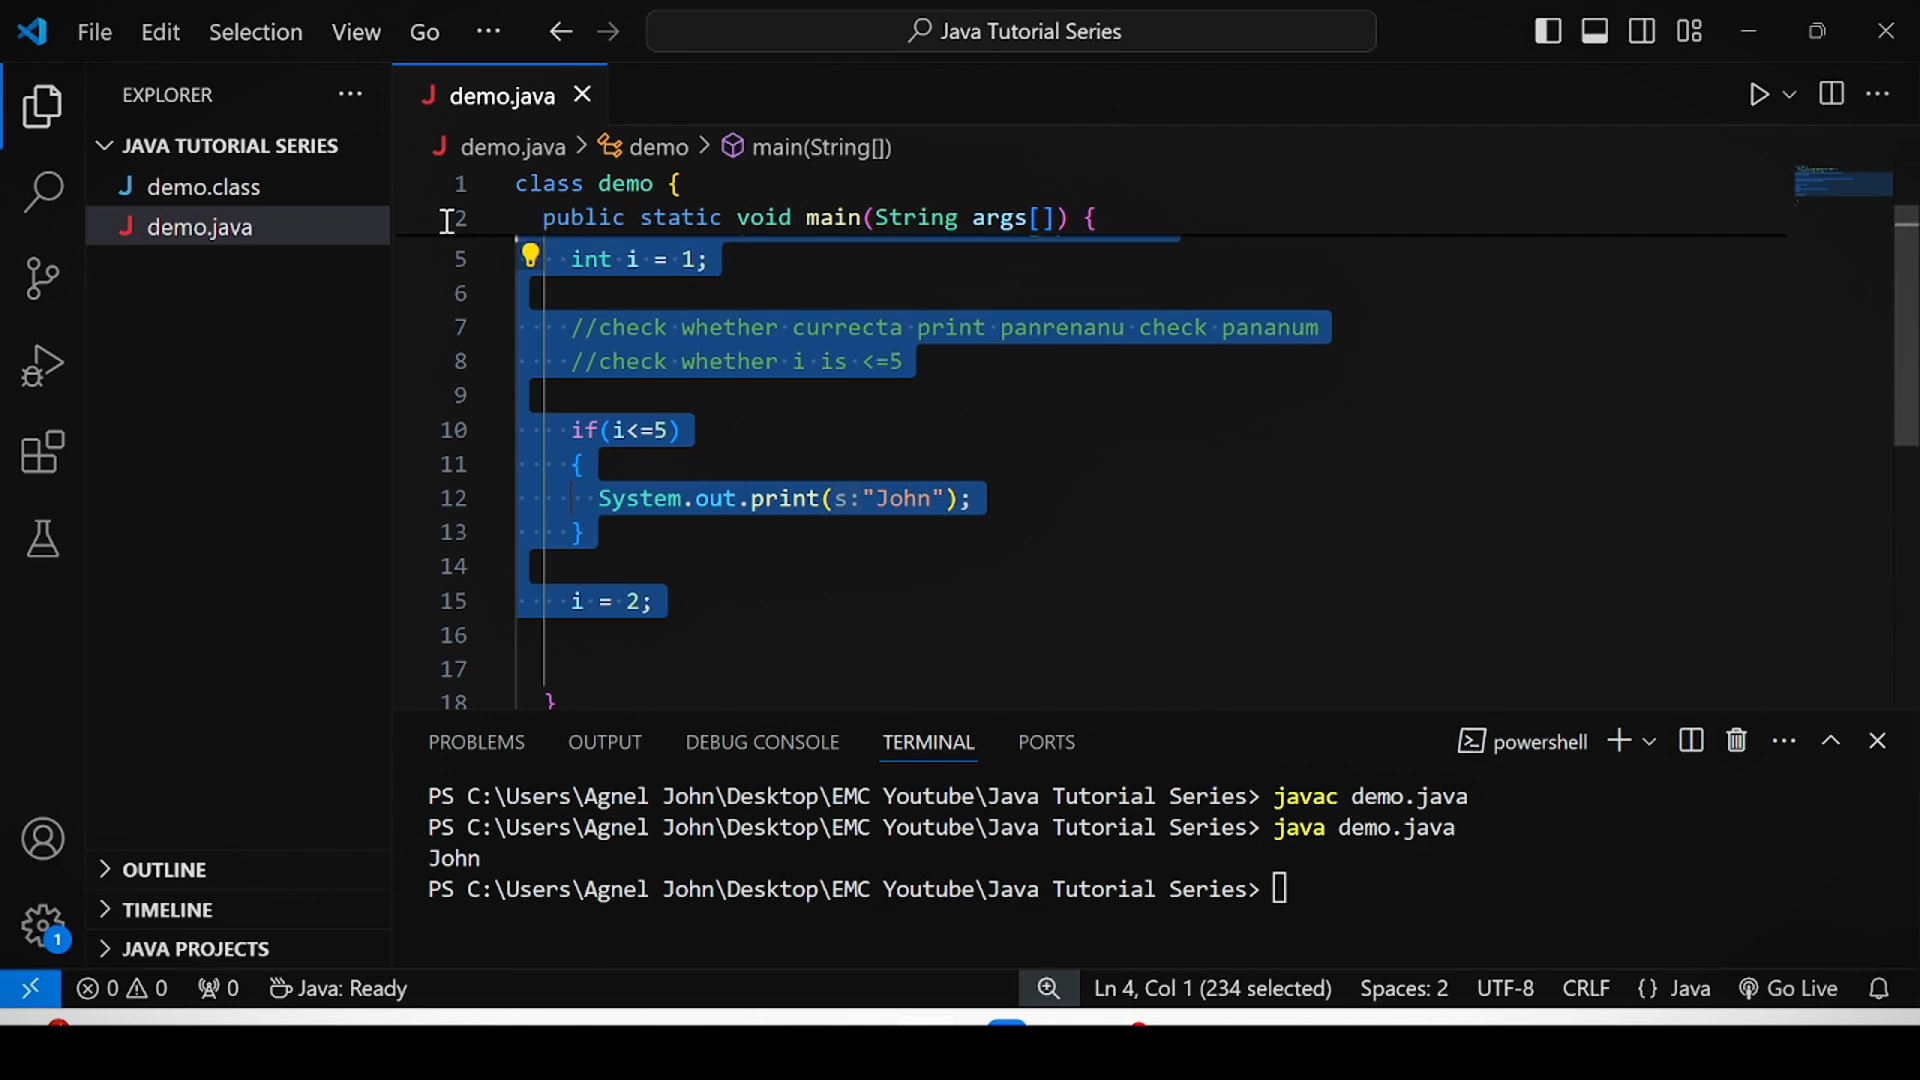 File Edit Selection View Go ··· Java Tutorial Series
EXPLORER ···
JAVA TUTORIAL SERIES
J demo.class
J demo.java
OUTLINE
TIMELINE
JAVA PROJECTS
1
J demo.java
J demo.java > demo > main(String[])
1 class demo {
2 public static void main(String args[]) {
5 int i = 1;
6
7 //check whether currecta print panrenanu check pananum
8 //check whether i is <=5
9
10 if(i<=5)
11 {
12 System.out.print(s:"John");
13 }
14
15 i = 2;
16
17
18 }
PROBLEMS OUTPUT DEBUG CONSOLE TERMINAL PORTS powershell
PS C:\Users\Agnel John\Desktop\EMC Youtube\Java Tutorial Series> javac demo.java
PS C:\Users\Agnel John\Desktop\EMC Youtube\Java Tutorial Series> java demo.java
John
PS C:\Users\Agnel John\Desktop\EMC Youtube\Java Tutorial Series>
0 0 0 Java: Ready Ln 4, Col 1 (234 selected) Spaces: 2 UTF-8 CRLF {} Java Go Live